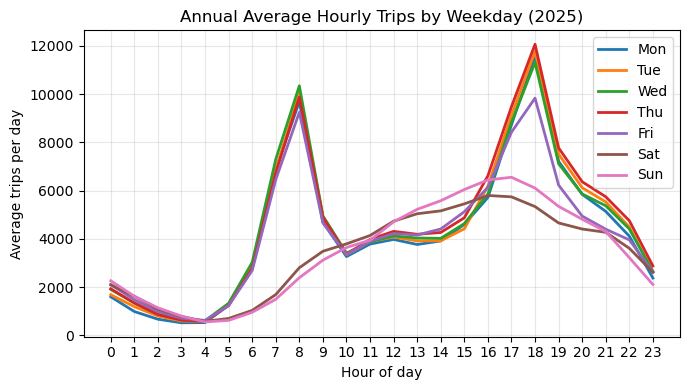 Annual Average Hourly Trips by Weekday (2025)
Average trips per day
12000
10000
8000
6000
4000
2000
0
Mon
Tue
Wed
Thu
Fri
Sat
Sun
0 1 2 3 4 5 6 7 8 9 10 11 12 13 14 15 16 17 18 19 20 21 22 23
Hour of day